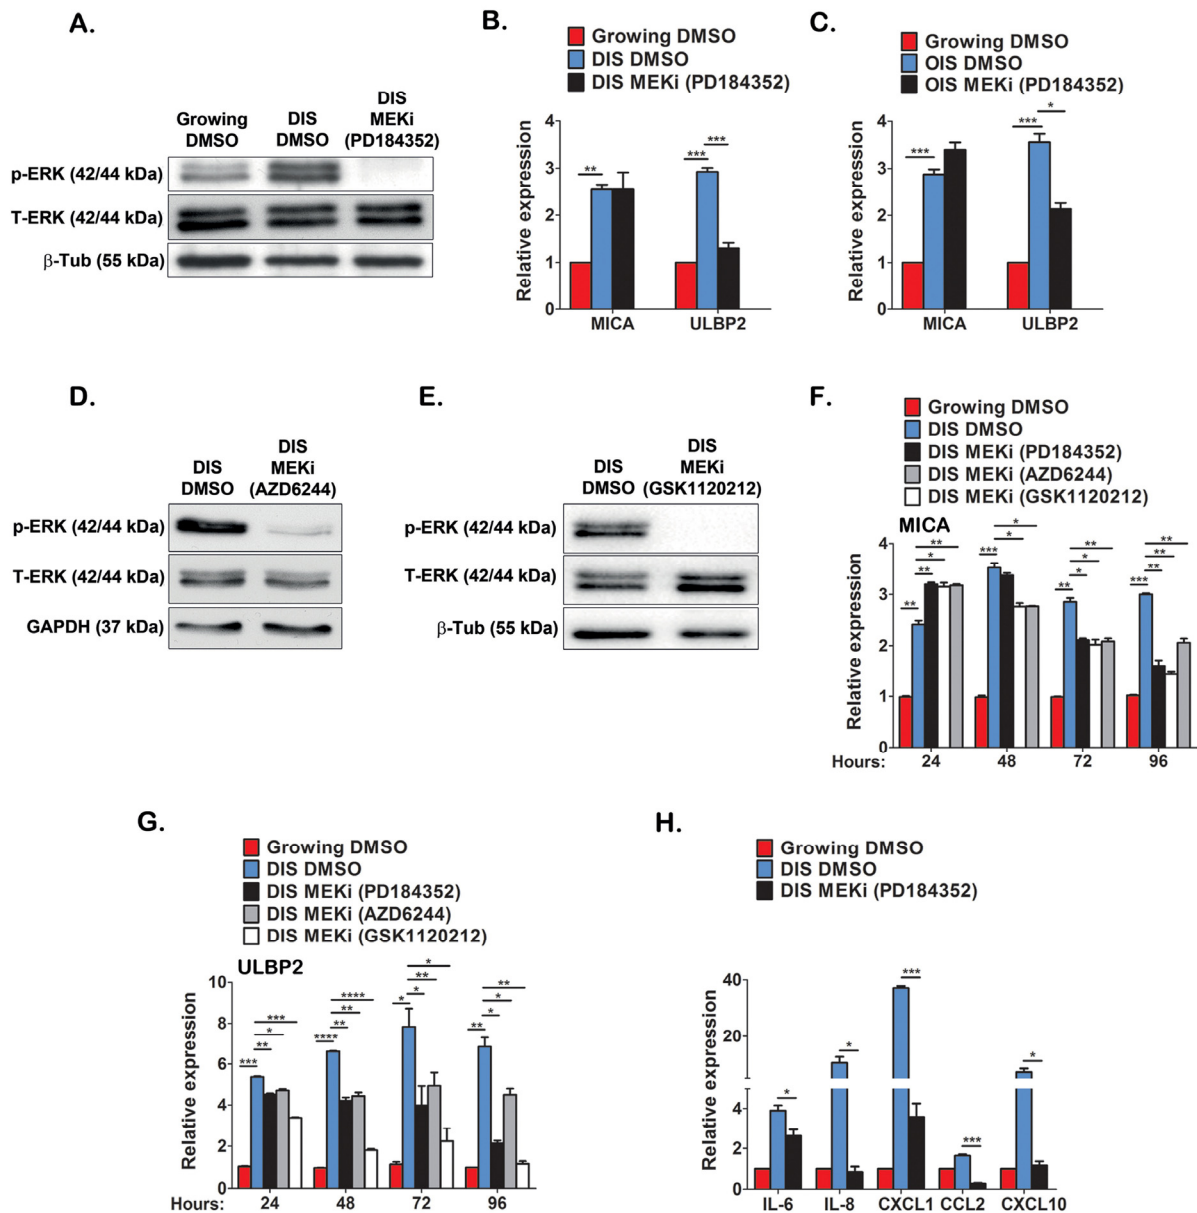 A.
Growing
DMSO
DIS
DMSO
DIS
MEKi
(PD184352)
p-ERK (42/44 kDa)
T-ERK (42/44 kDa)
β-Tub (55 kDa)
B.
Growing DMSO
DIS DMSO
DIS MEKi (PD184352)
Relative expression
4
3
2
1
0
**
***
***
MICA
ULBP2
C.
Growing DMSO
OIS DMSO
OIS MEKi (PD184352)
Relative expression
4
3
2
1
0
***
***
*
MICA
ULBP2
D.
DIS
DMSO
DIS
MEKi
(AZD6244)
p-ERK (42/44 kDa)
T-ERK (42/44 kDa)
GAPDH (37 kDa)
E.
DIS
DMSO
DIS
MEKi
(GSK1120212)
p-ERK (42/44 kDa)
T-ERK (42/44 kDa)
β-Tub (55 kDa)
F.
Growing DMSO
DIS DMSO
DIS MEKi (PD184352)
DIS MEKi (AZD6244)
DIS MEKi (GSK1120212)
MICA
Relative expression
4
3
2
1
0
**
*
**
**
*
*
***
**
*
*
**
**
**
**
***
Hours: 24 48 72 96
G.
Growing DMSO
DIS DMSO
DIS MEKi (PD184352)
DIS MEKi (AZD6244)
DIS MEKi (GSK1120212)
ULBP2
Relative expression
10
8
6
4
2
0
***
*
**
***
****
**
**
****
*
**
*
*
**
*
*
**
Hours: 24 48 72 96
H.
Growing DMSO
DIS DMSO
DIS MEKi (PD184352)
Relative expression
40
20
4
2
0
*
*
***
***
*
IL-6 IL-8 CXCL1 CCL2 CXCL10